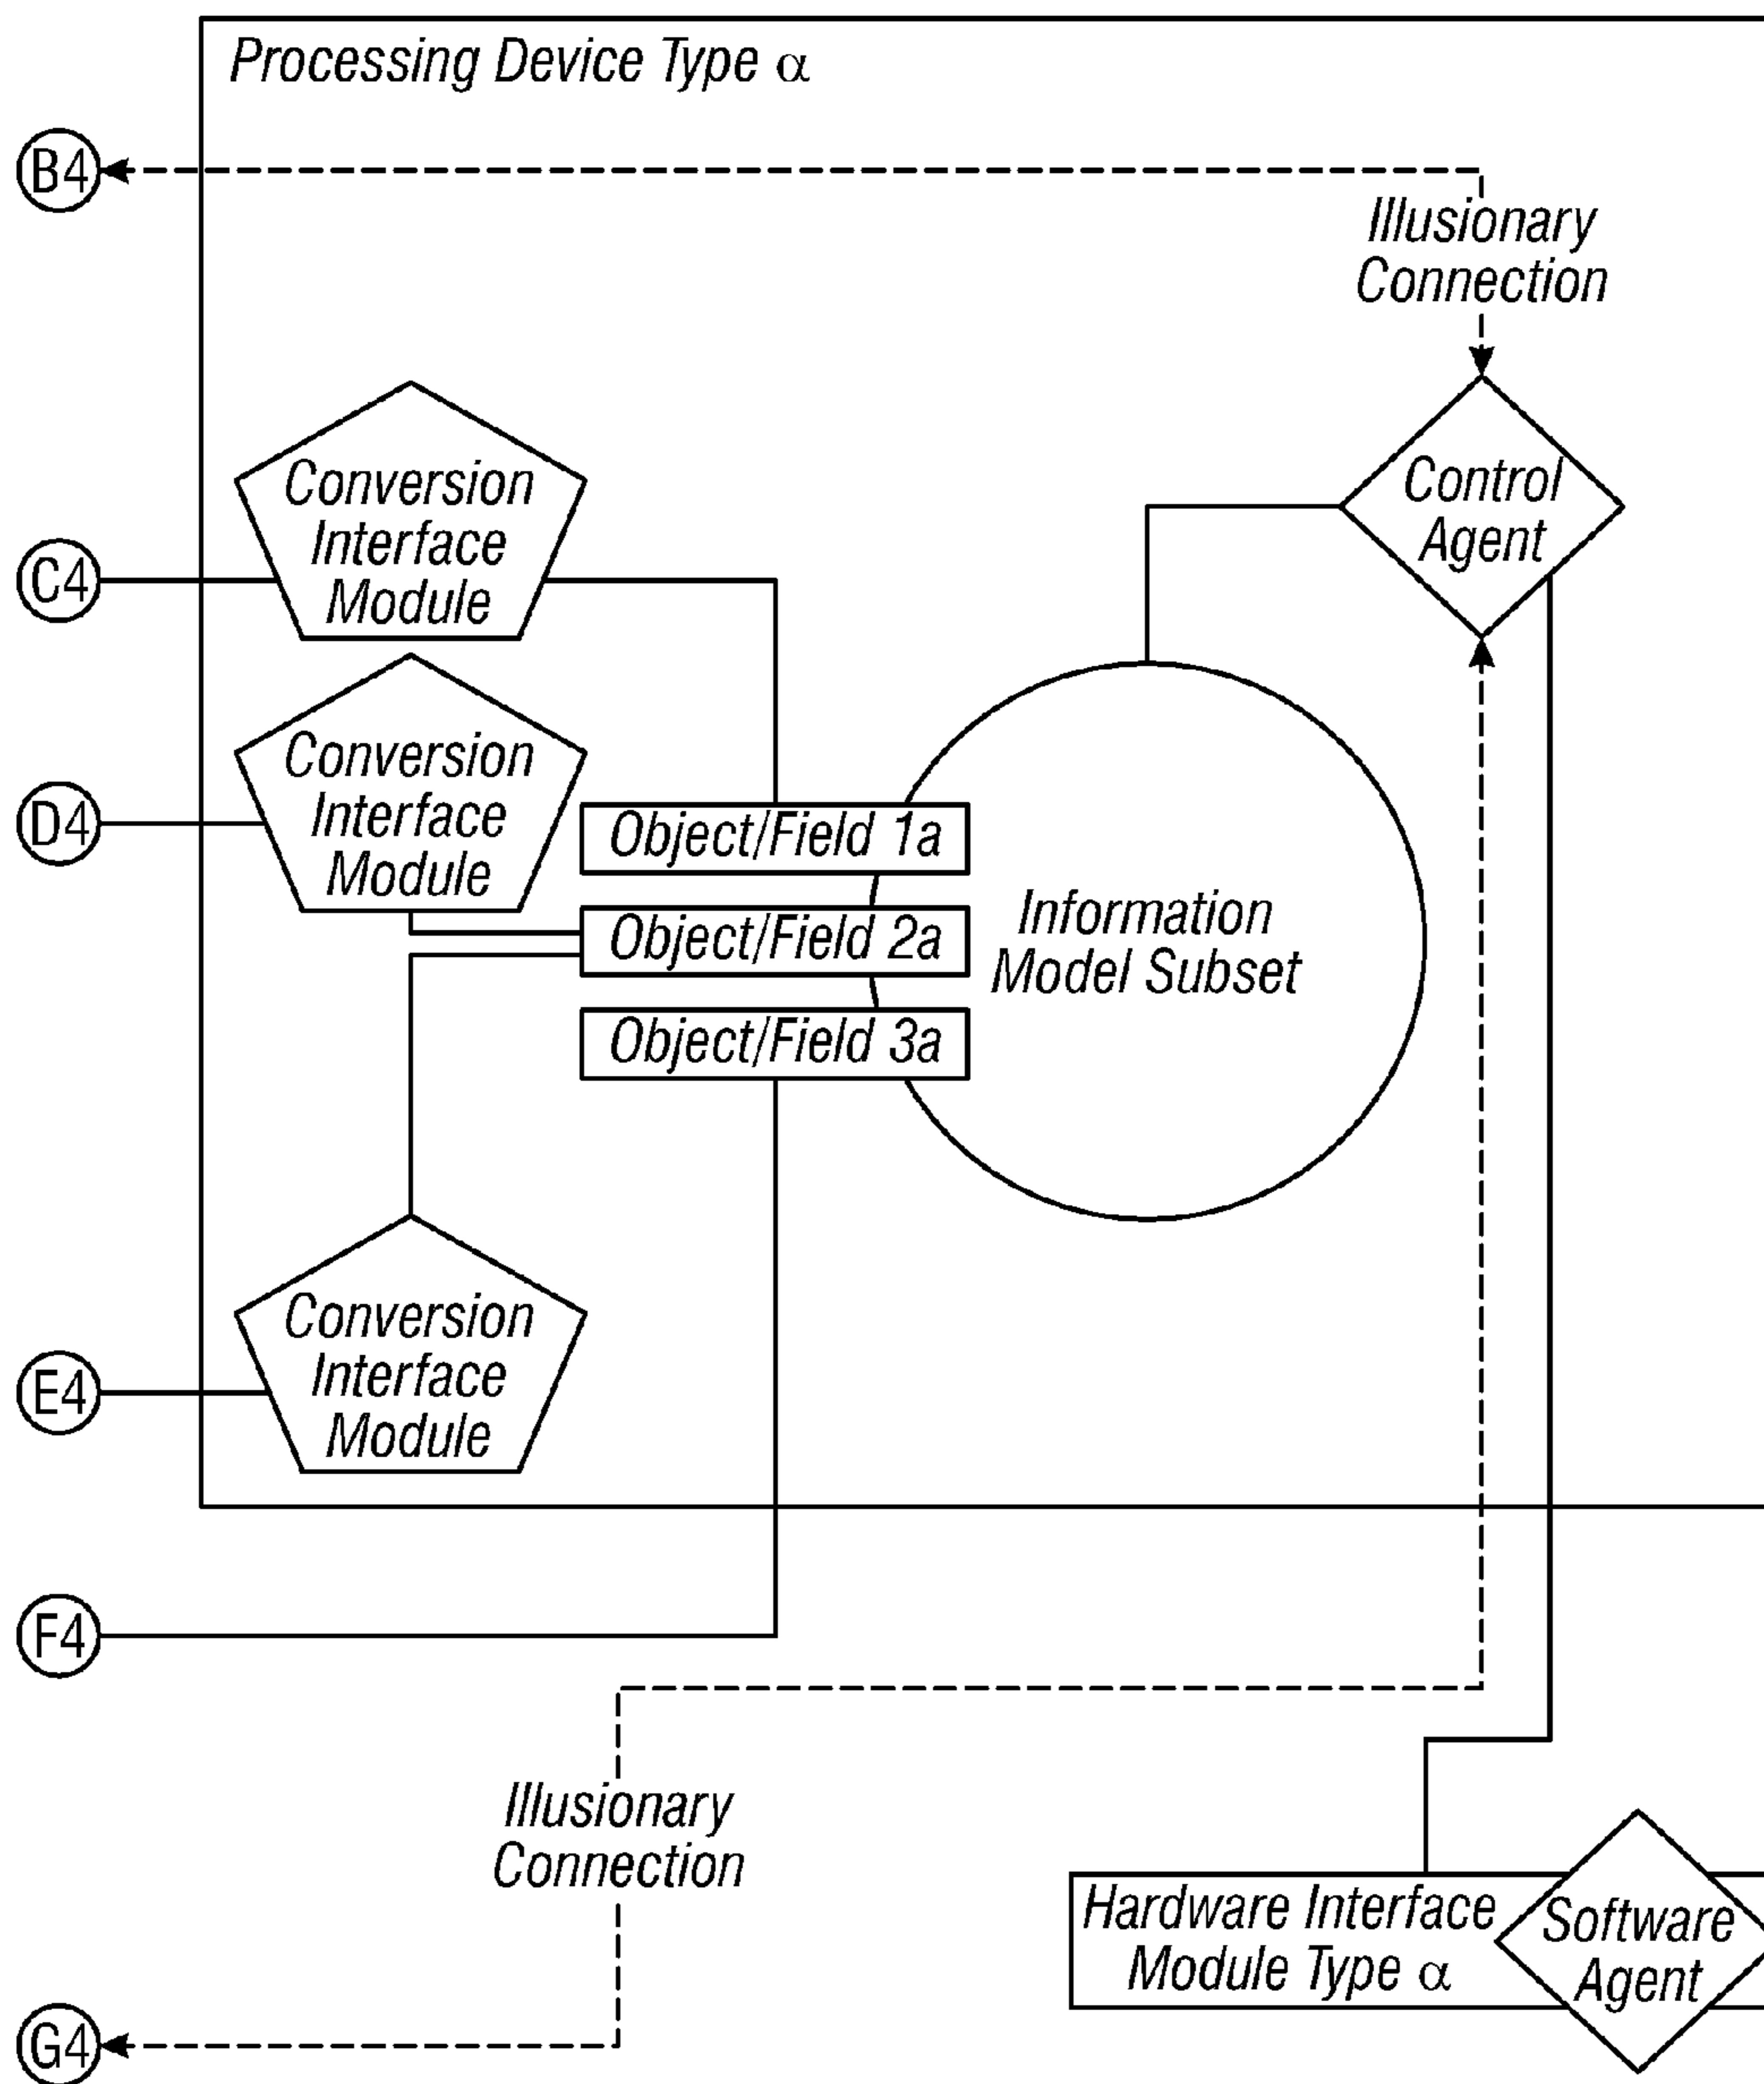 Processing Device Type α
B4
Illusionary
Connection
Conversion
Interface
Module
Control
Agent
C4
Conversion
Interface
Module
D4
Object/Field 1a
Object/Field 2a
Object/Field 3a
Information
Model Subset
Conversion
Interface
Module
E4
F4
Illusionary
Connection
Hardware Interface
Module Type α
Software
Agent
G4